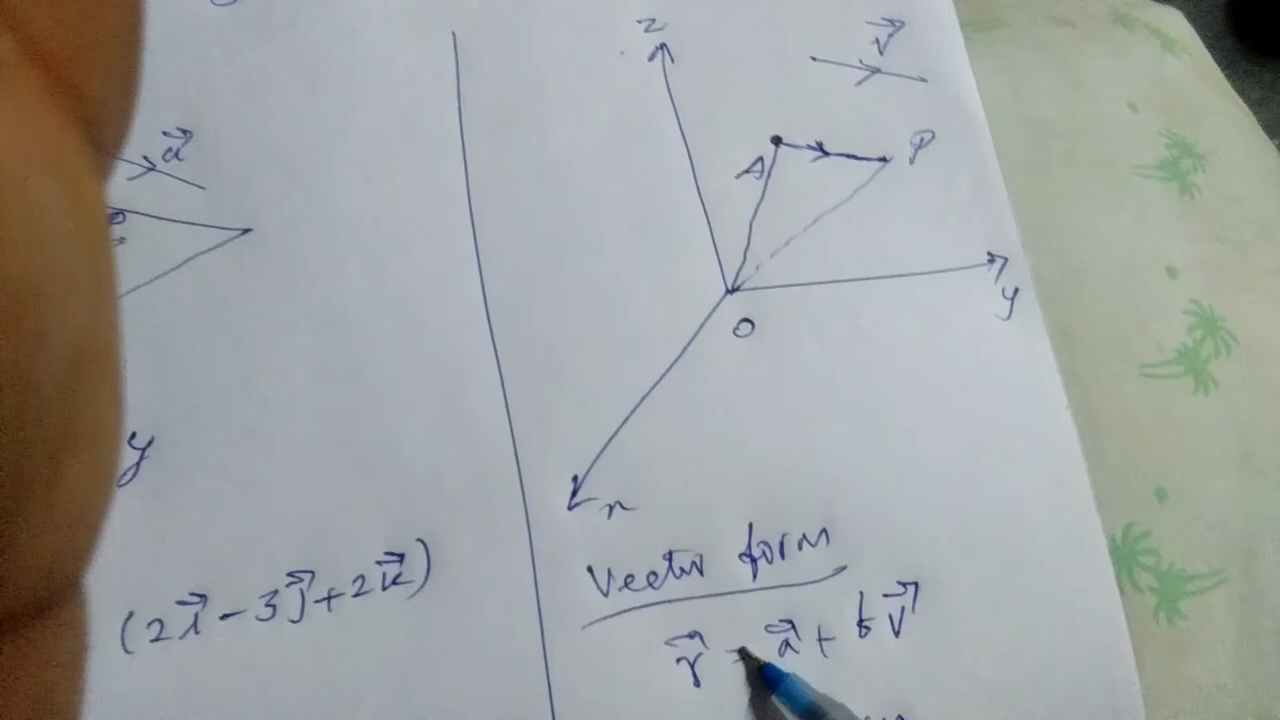 z
v⃗
a⃗
A
P
y
O
x
y
(2i⃗ - 3j⃗ + 2k⃗)
Vector form
r⃗ = a⃗ + t v⃗